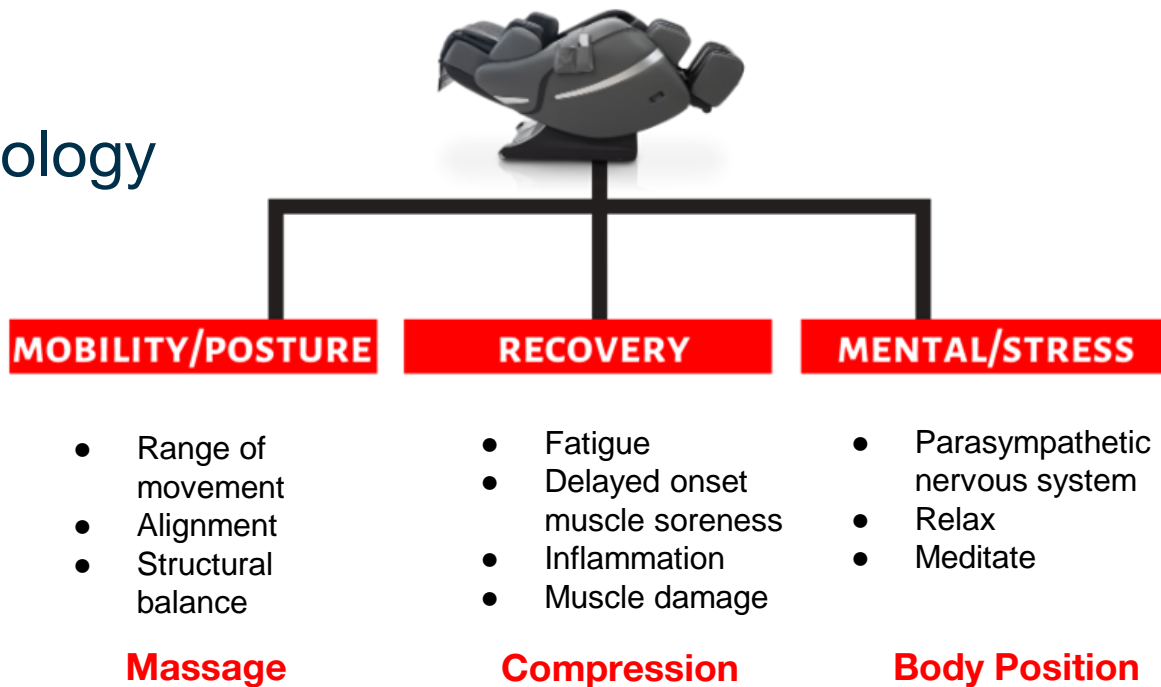 ology
MOBILITY/POSTURE
● Range of
movement
● Alignment
● Structural
balance
Massage
RECOVERY
● Fatigue
● Delayed onset
muscle soreness
● Inflammation
● Muscle damage
Compression
MENTAL/STRESS
● Parasympathetic
nervous system
● Relax
● Meditate
Body Position